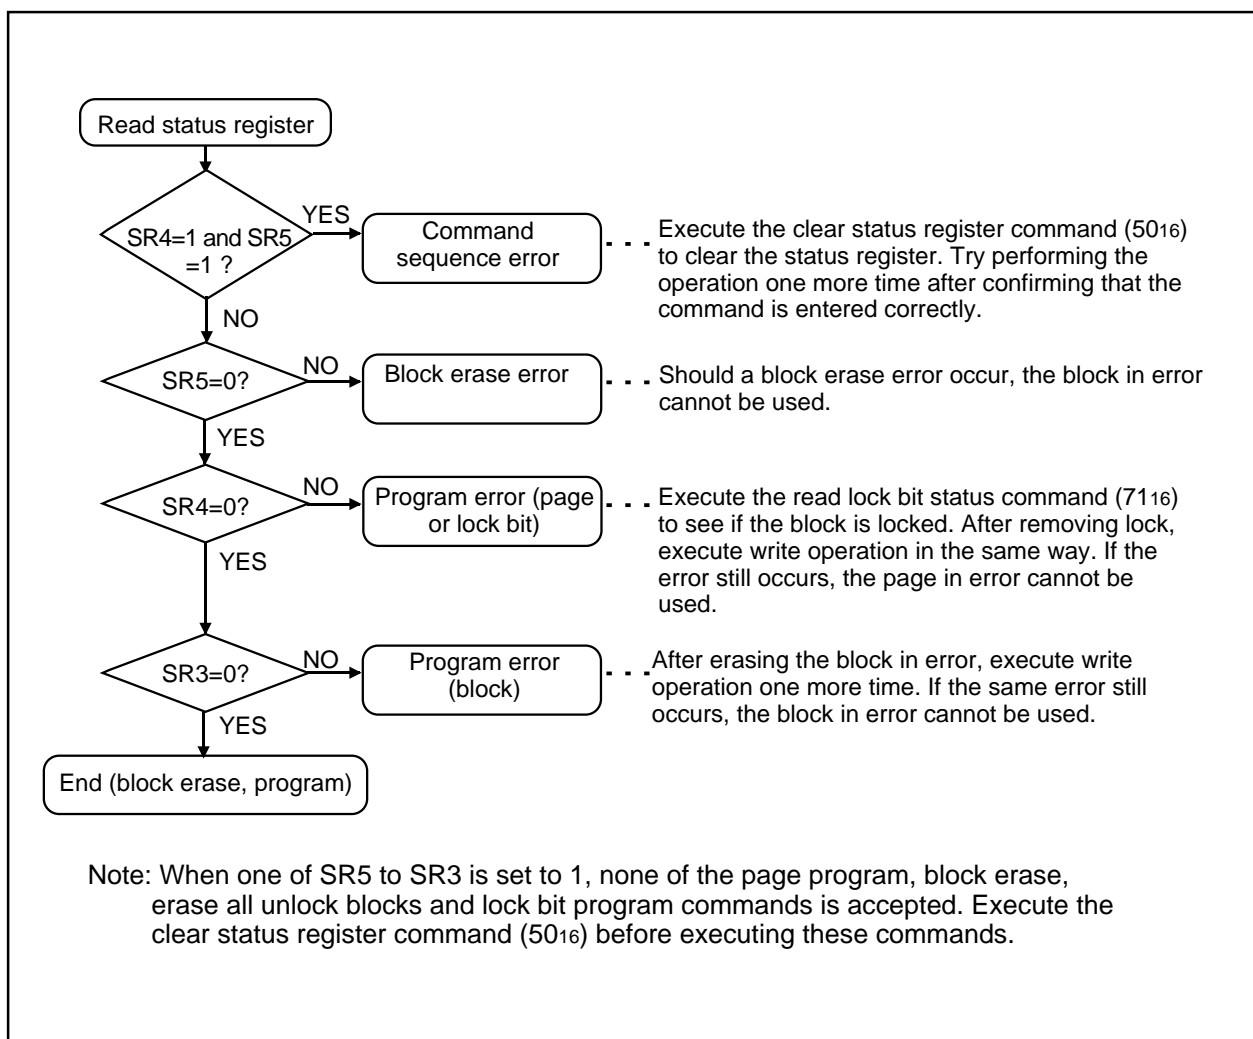 Read status register
SR4=1 and SR5
=1 ?
YES
Command
sequence error
Execute the clear status register command (5016)
to clear the status register. Try performing the
operation one more time after confirming that the
command is entered correctly.
NO
SR5=0?
NO
Block erase error
Should a block erase error occur, the block in error
cannot be used.
YES
SR4=0?
NO
Program error (page
or lock bit)
Execute the read lock bit status command (7116)
to see if the block is locked. After removing lock,
execute write operation in the same way. If the
error still occurs, the page in error cannot be
used.
YES
SR3=0?
NO
Program error
(block)
After erasing the block in error, execute write
operation one more time. If the same error still
occurs, the block in error cannot be used.
YES
End (block erase, program)
Note: When one of SR5 to SR3 is set to 1, none of the page program, block erase,
erase all unlock blocks and lock bit program commands is accepted. Execute the
clear status register command (5016) before executing these commands.